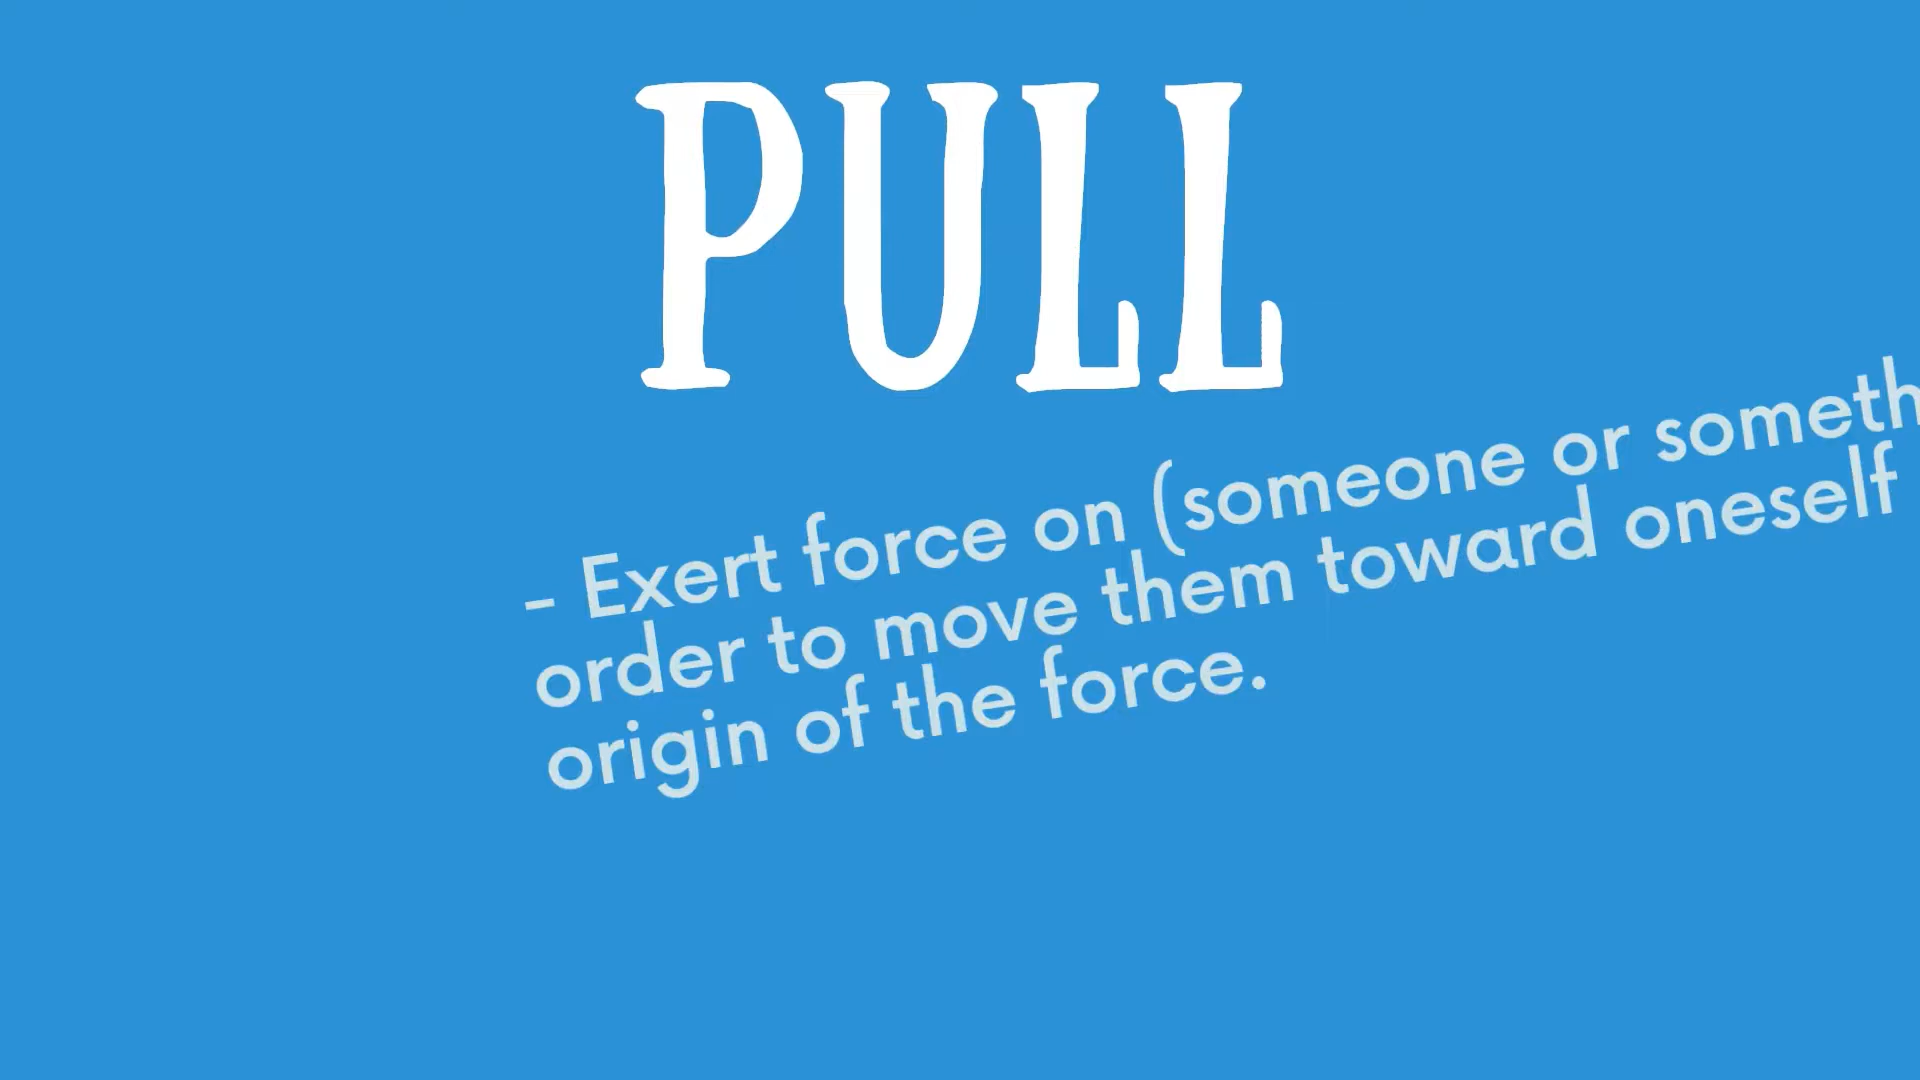 PULL
- Exert force on (someone or someth
order to move them toward oneself
origin of the force.